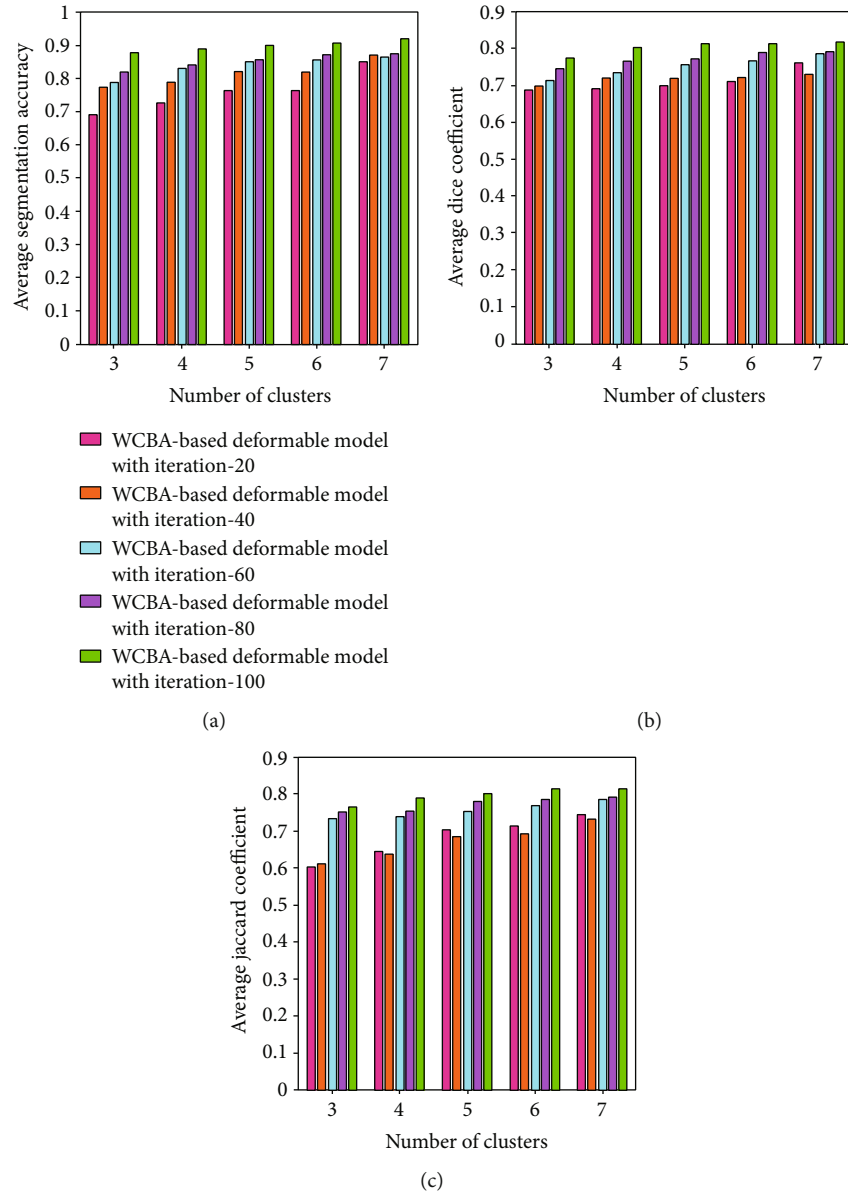 Average segmentation accuracy
1
0.9
0.8
0.7
0.6
0.5
0.4
0.3
0.2
0.1
0
3 4 5 6 7
Number of clusters
WCBA-based deformable model
with iteration-20
WCBA-based deformable model
with iteration-40
WCBA-based deformable model
with iteration-60
WCBA-based deformable model
with iteration-80
WCBA-based deformable model
with iteration-100
(a)
Average dice coefficient
0.9
0.8
0.7
0.6
0.5
0.4
0.3
0.2
0.1
0
3 4 5 6 7
Number of clusters
(b)
Average jaccard coefficient
0.9
0.8
0.7
0.6
0.5
0.4
0.3
0.2
0.1
0
3 4 5 6 7
Number of clusters
(c)